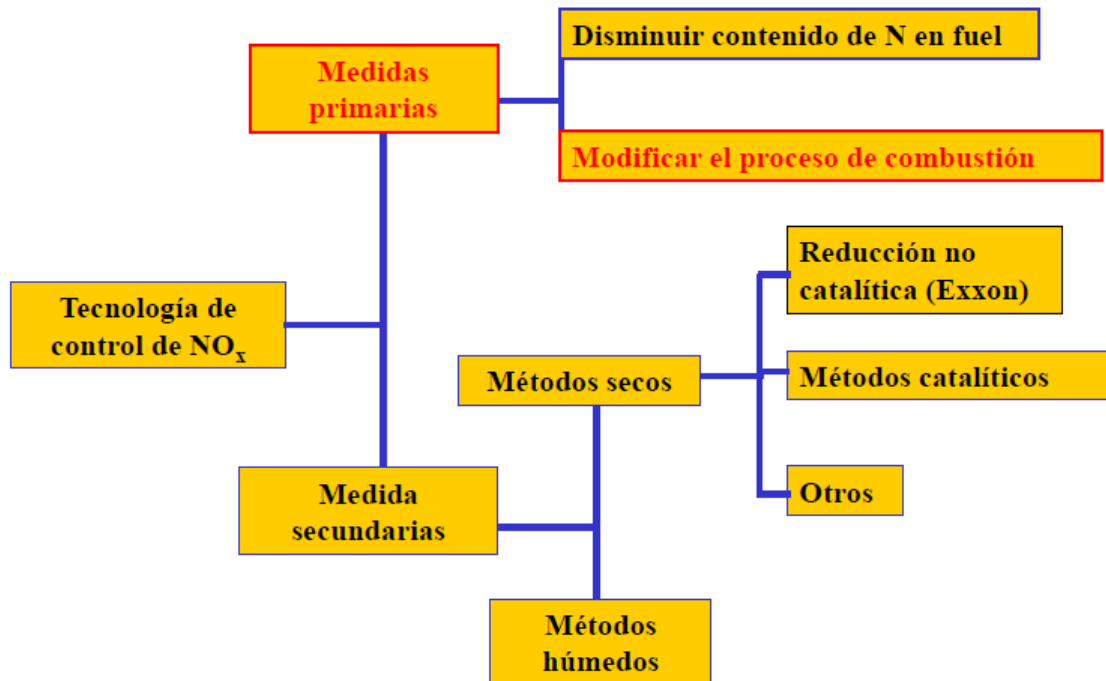 Disminuir contenido de N en fuel
Medidas
primarias
Modificar el proceso de combustión
Reducción no
catalítica (Exxon)
Tecnología de
control de NOₓ
Métodos secos
Métodos catalíticos
Medida
secundarias
Otros
Métodos
húmedos